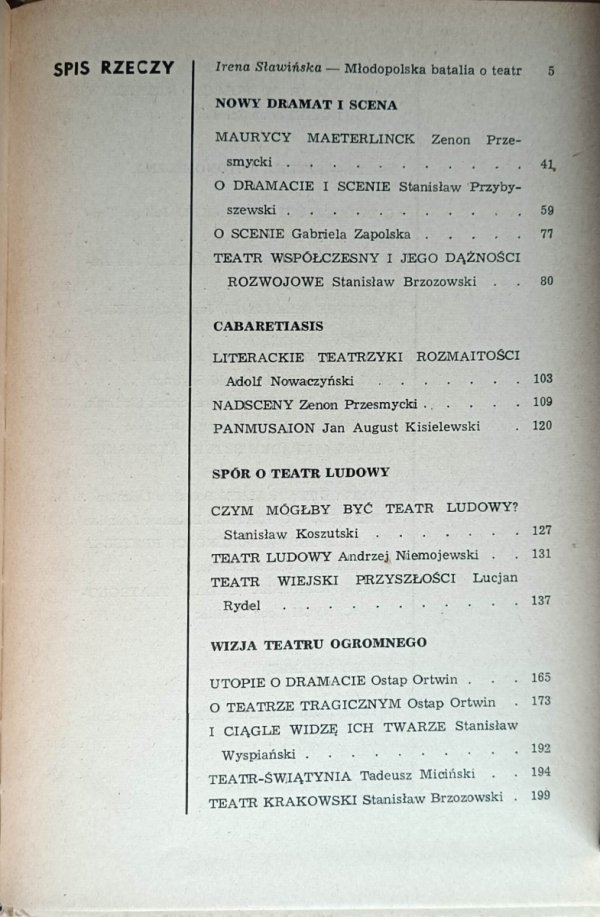 SPIS RZECZY
Irena Sławińska — Młodopolska batalia o teatr 5
NOWY DRAMAT I SCENA
MAURYCY MAETERLINCK Zenon Prze-
smycki . . . . . . . . . . . 41
O DRAMACIE I SCENIE Stanisław Przyby-
szewski . . . . . . . . . . . 59
O SCENIE Gabriela Zapolska . . . . . 77
TEATR WSPÓŁCZESNY I JEGO DĄŻNOŚCI
ROZWOJOWE Stanisław Brzozowski . . 80
CABARETIASIS
LITERACKIE TEATRZYKI ROZMAITOŚCI
Adolf Nowaczyński . . . . . . . 103
NADSCENY Zenon Przesmycki . . . . . 109
PANMUSAION Jan August Kisielewski . 120
SPÓR O TEATR LUDOWY
CZYM MÓGŁBY BYĆ TEATR LUDOWY?
Stanisław Koszutski . . . . . . . 127
TEATR LUDOWY Andrzej Niemojewski . . 131
TEATR WIEJSKI PRZYSZŁOŚCI Lucjan
Rydel . . . . . . . . . . . 137
WIZJA TEATRU OGROMNEGO
UTOPIE O DRAMACIE Ostap Ortwin . . . 165
O TEATRZE TRAGICZNYM Ostap Ortwin . 173
I CIĄGLE WIDZĘ ICH TWARZE Stanisław
Wyspiański . . . . . . . . . 192
TEATR-ŚWIĄTYNIA Tadeusz Miciński . . 194
TEATR KRAKOWSKI Stanisław Brzozowski . 199